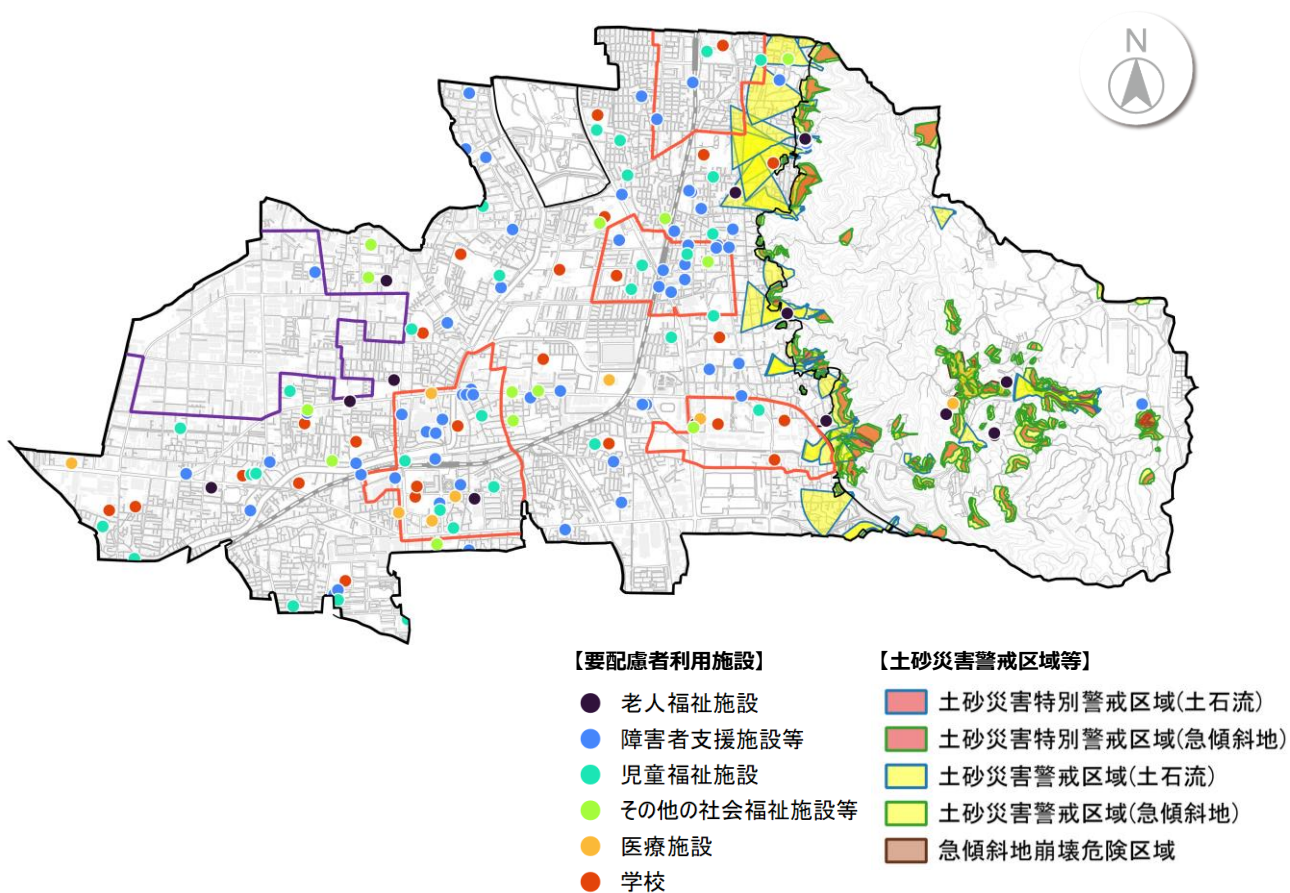 N
【要配慮者利用施設】
老人福祉施設
障害者支援施設等
児童福祉施設
その他の社会福祉施設等
医療施設
学校
【土砂災害警戒区域等】
土砂災害特別警戒区域(土石流)
土砂災害特別警戒区域(急傾斜地)
土砂災害警戒区域(土石流)
土砂災害警戒区域(急傾斜地)
急傾斜地崩壊危険区域